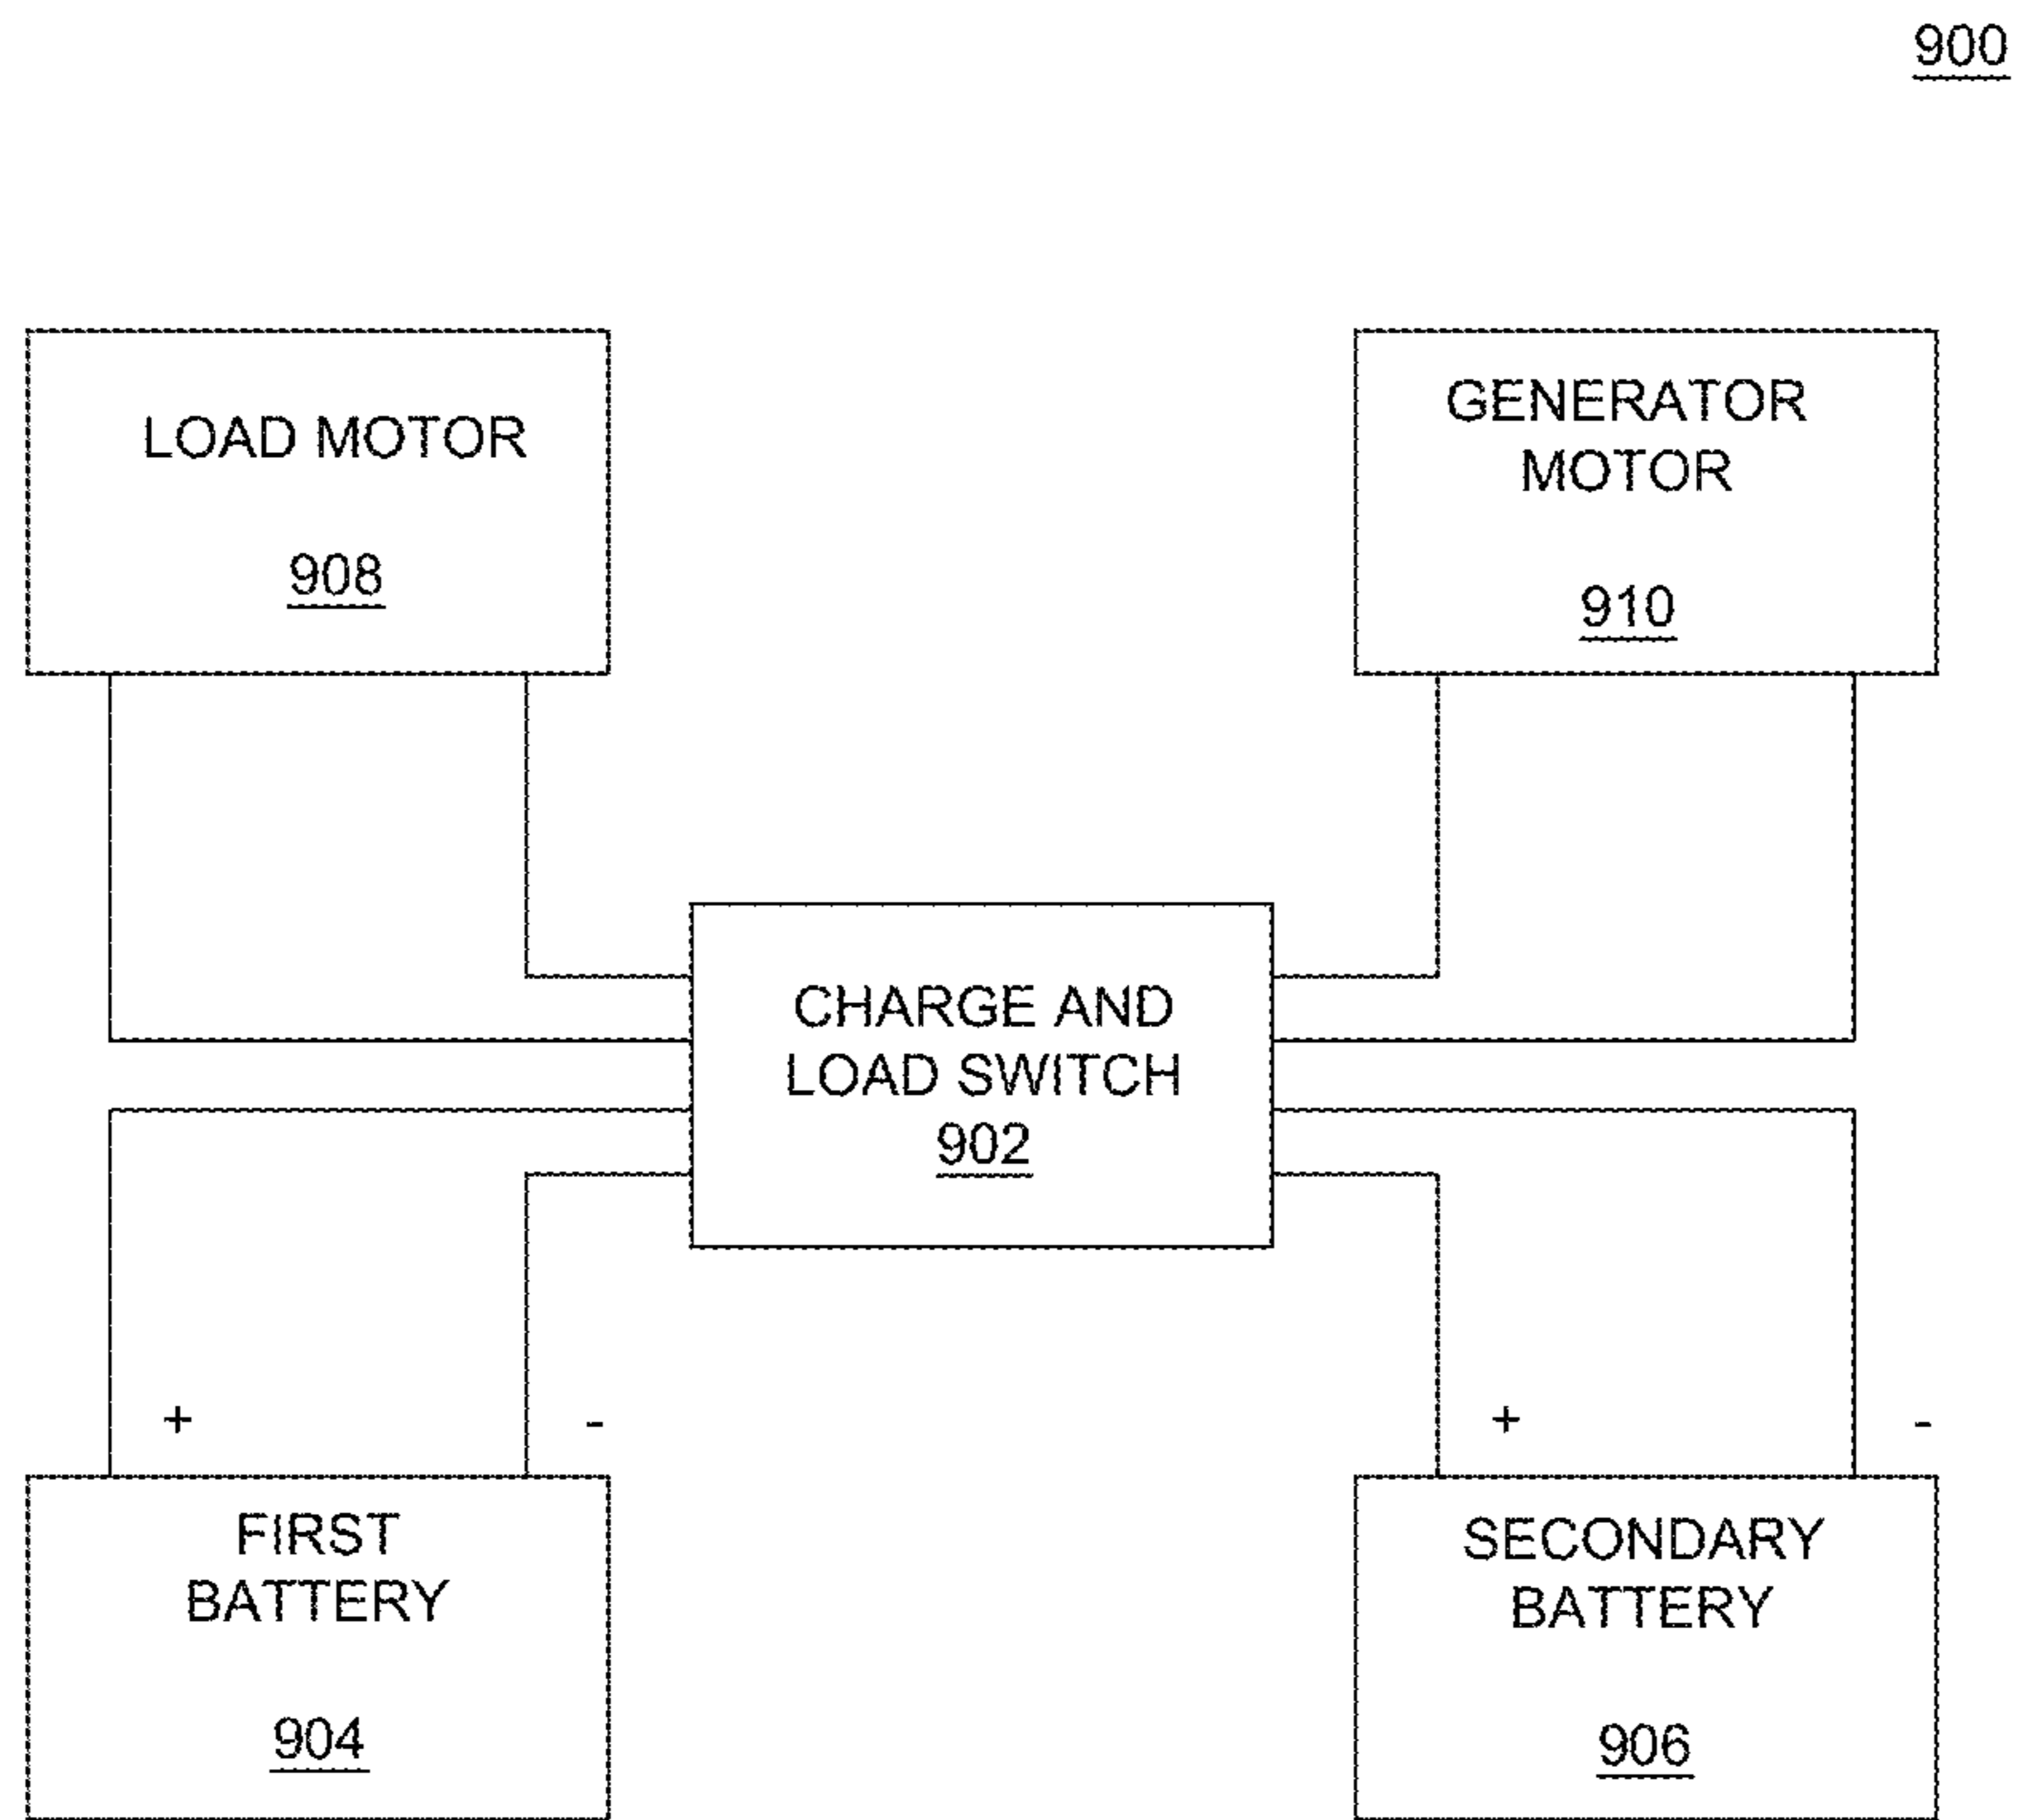 900
LOAD MOTOR
908
GENERATOR
MOTOR
910
CHARGE AND
LOAD SWITCH
902
+
-
+
-
FIRST
BATTERY
904
SECONDARY
BATTERY
906